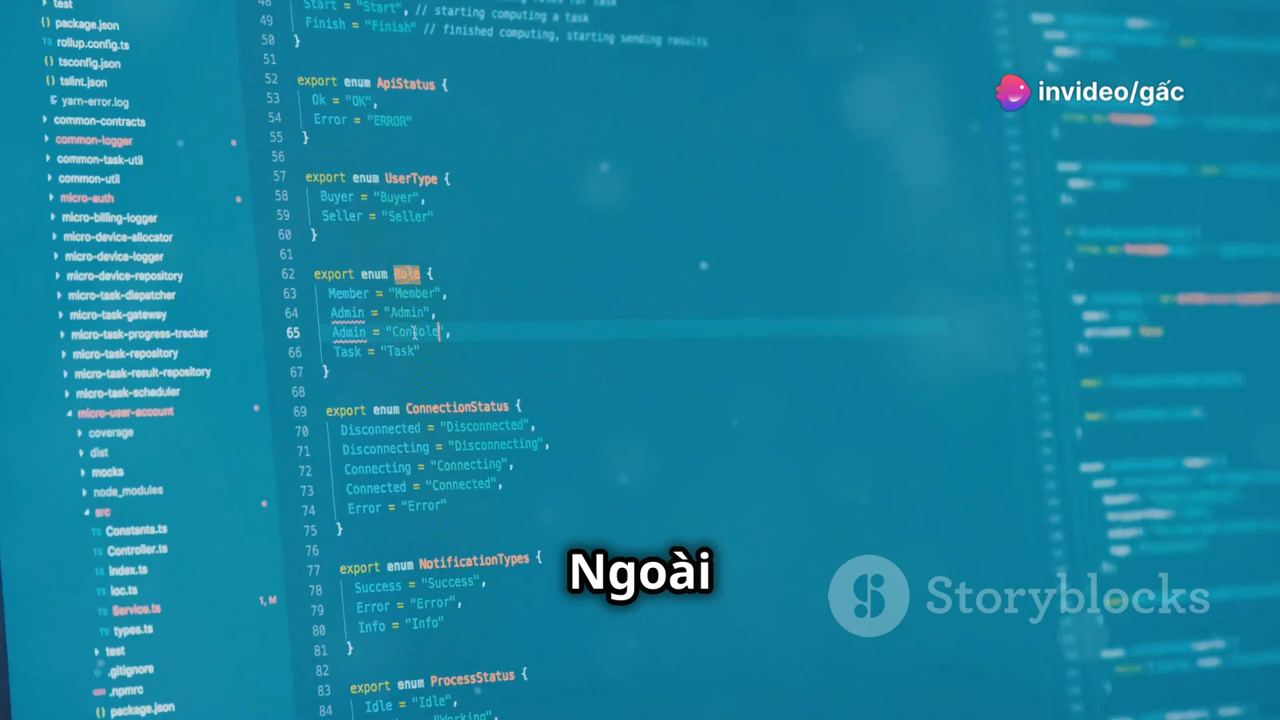 test
package.json
rollup.config.ts
tsconfig.json
tslint.json
yarn-error.log
common-contracts
common-logger
common-task-util
common-util
micro-auth
micro-billing-logger
micro-device-allocator
micro-device-logger
micro-device-repository
micro-task-dispatcher
micro-task-gateway
micro-task-progress-tracker
micro-task-repository
micro-task-result-repository
micro-task-scheduler
micro-user-account
coverage
dist
mocks
node_modules
src
TS Constants.ts
TS Controller.ts
TS Index.ts
TS ioc.ts
TS Service.ts 1, M
TS types.ts
test
.gitignore
.npmrc
package.json
48 Start = "Start", // starting computing a task
49 Finish = "Finish" // finished computing, starting sending results
50 }
51
52 export enum ApiStatus {
53 Ok = "OK",
54 Error = "ERROR"
55 }
56
57 export enum UserType {
58 Buyer = "Buyer",
59 Seller = "Seller"
60 }
61
62 export enum Role {
63 Member = "Member",
64 Admin = "Admin",
65 Admin = "Console",
66 Task = "Task"
67 }
68
69 export enum ConnectionStatus {
70 Disconnected = "Disconnected",
71 Disconnecting = "Disconnecting",
72 Connecting = "Connecting",
73 Connected = "Connected",
74 Error = "Error"
75 }
76
77 export enum NotificationTypes {
78 Success = "Success",
79 Error = "Error",
80 Info = "Info"
81 }
82
83 export enum ProcessStatus {
84 Idle = "Idle",
invideo/gấc
Ngoài
Storyblocks